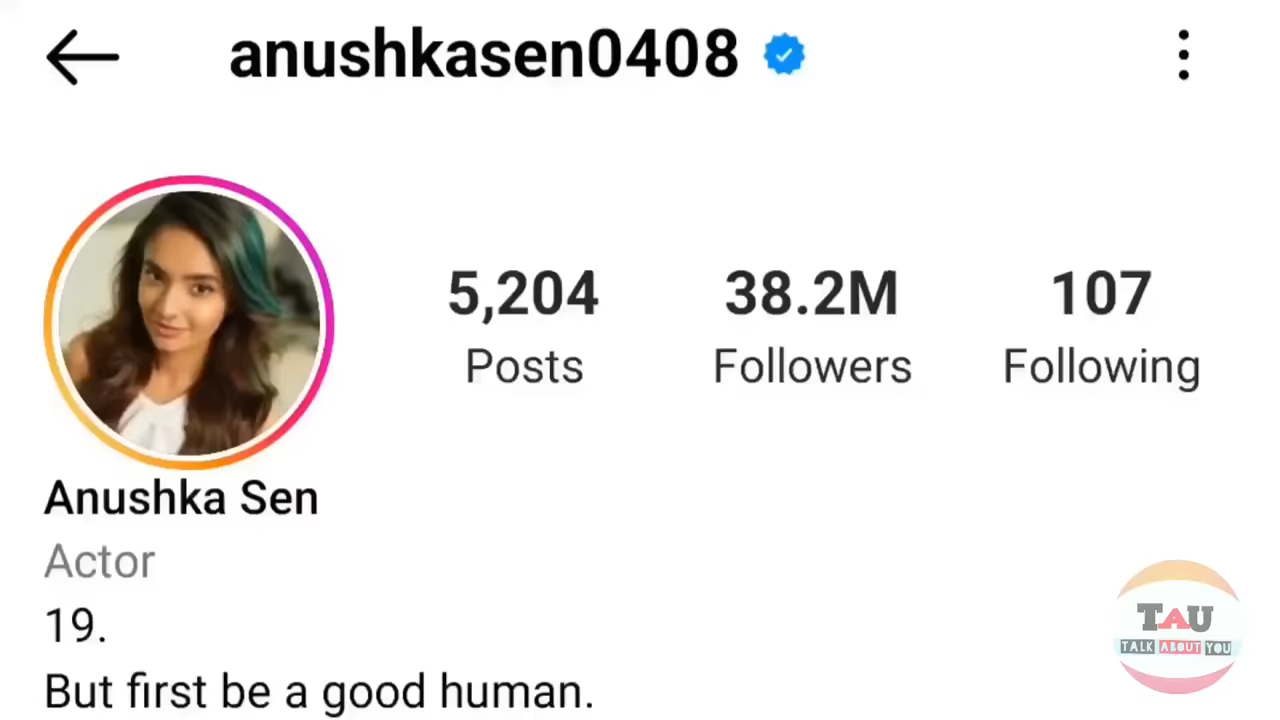 anushkasen0408
5,204 38.2M 107
Posts Followers Following
Anushka Sen
Actor
19.
But first be a good human.
TAU
TALK ABOUT YOU